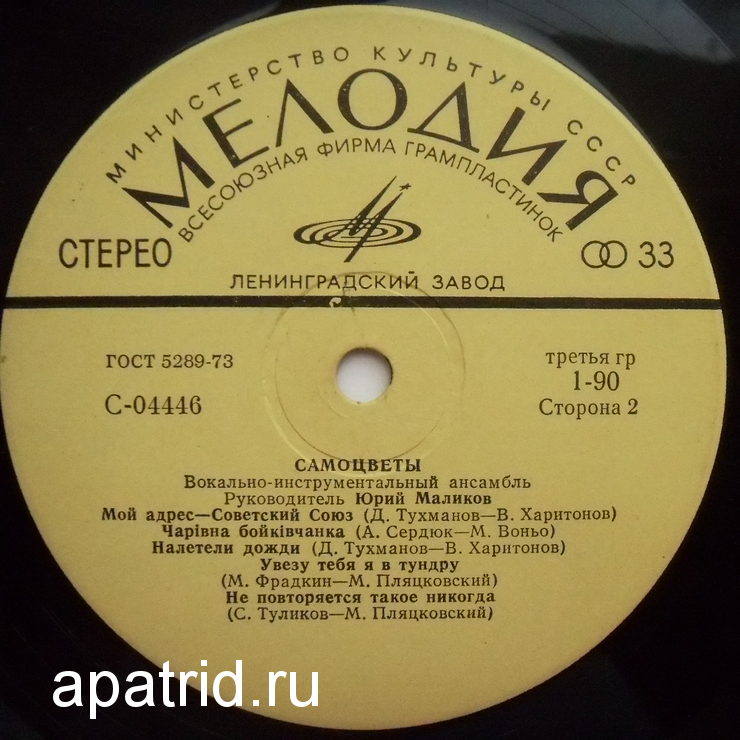 МИНИСТЕРСТВО КУЛЬТУРЫ СССР
МЕЛОДИЯ
ВСЕСОЮЗНАЯ ФИРМА ГРАМПЛАСТИНОК
СТЕРЕО
33
ЛЕНИНГРАДСКИЙ ЗАВОД
ГОСТ 5289-73
третья гр
С-04446
1-90
Сторона 2
САМОЦВЕТЫ
Вокально-инструментальный ансамбль
Руководитель Юрий Маликов
Мой адрес—Советский Союз (Д. Тухманов—В. Харитонов)
Чарівна бойківчанка (А. Сердюк—М. Воньо)
Налетели дожди (Д. Тухманов—В. Харитонов)
Увезу тебя я в тундру
(М. Фрадкин—М. Пляцковский)
Не повторяется такое никогда
(С. Туликов—М. Пляцковский)
apatrid.ru